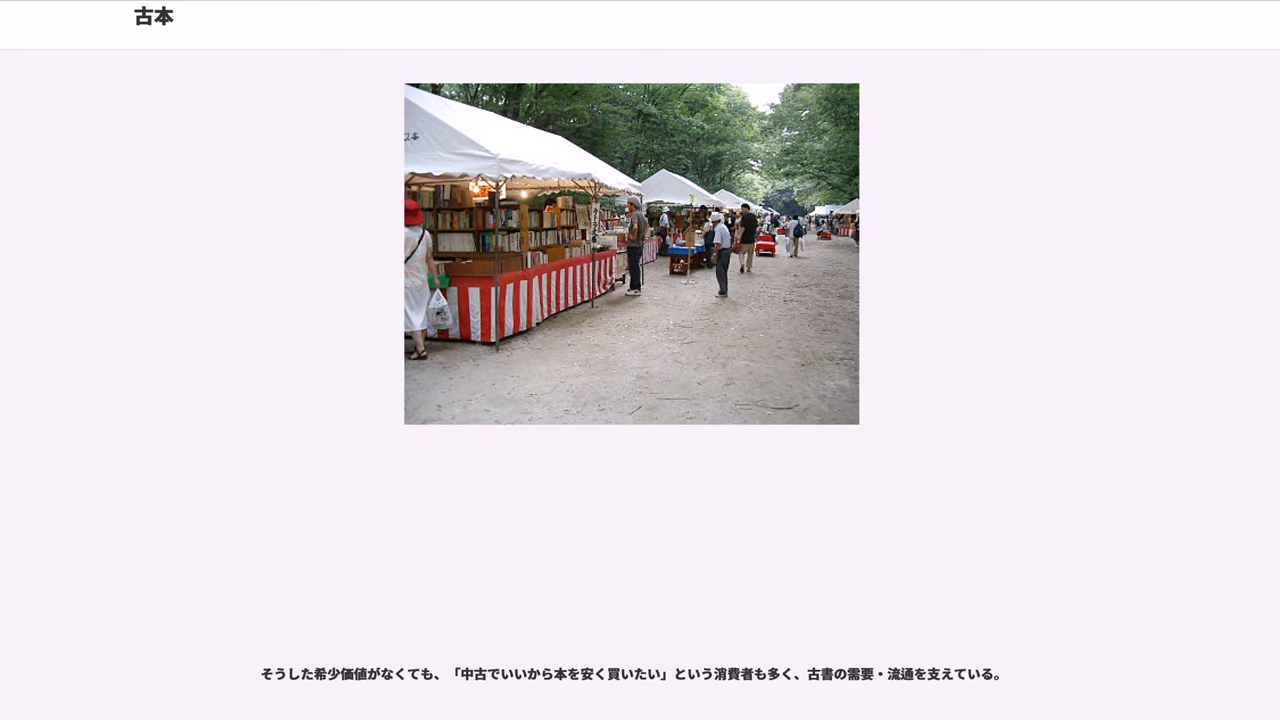 古本
そうした希少価値がなくても、「中古でいいから本を安く買いたい」という消費者も多く、古書の需要・流通を支えている。